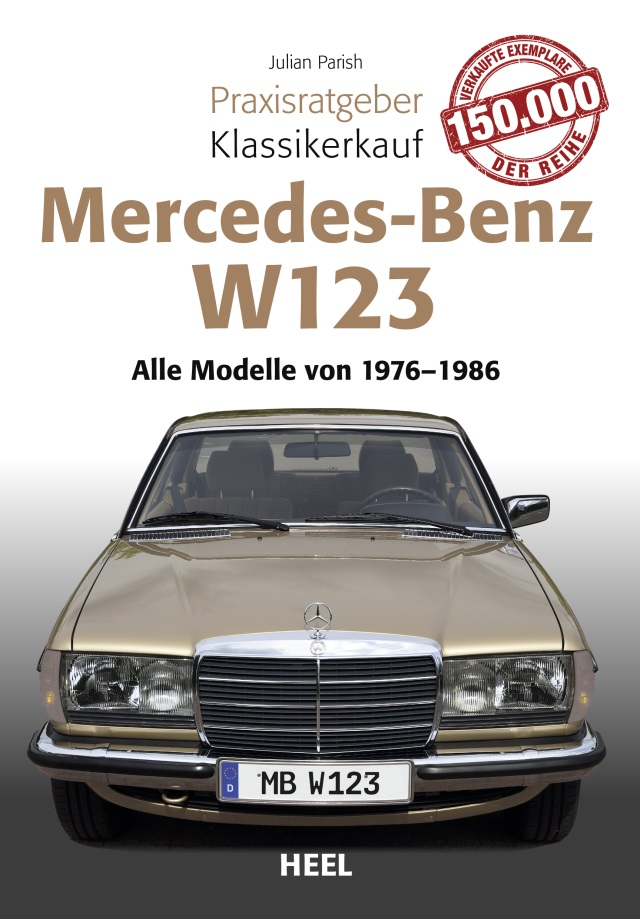 Julian Parish
Praxisratgeber
Klassikerkauf
VERKAUFTE EXEMPLARE
150.000
DER REIHE
Mercedes-Benz
W123
Alle Modelle von 1976–1986
D
MB W123
HEEL